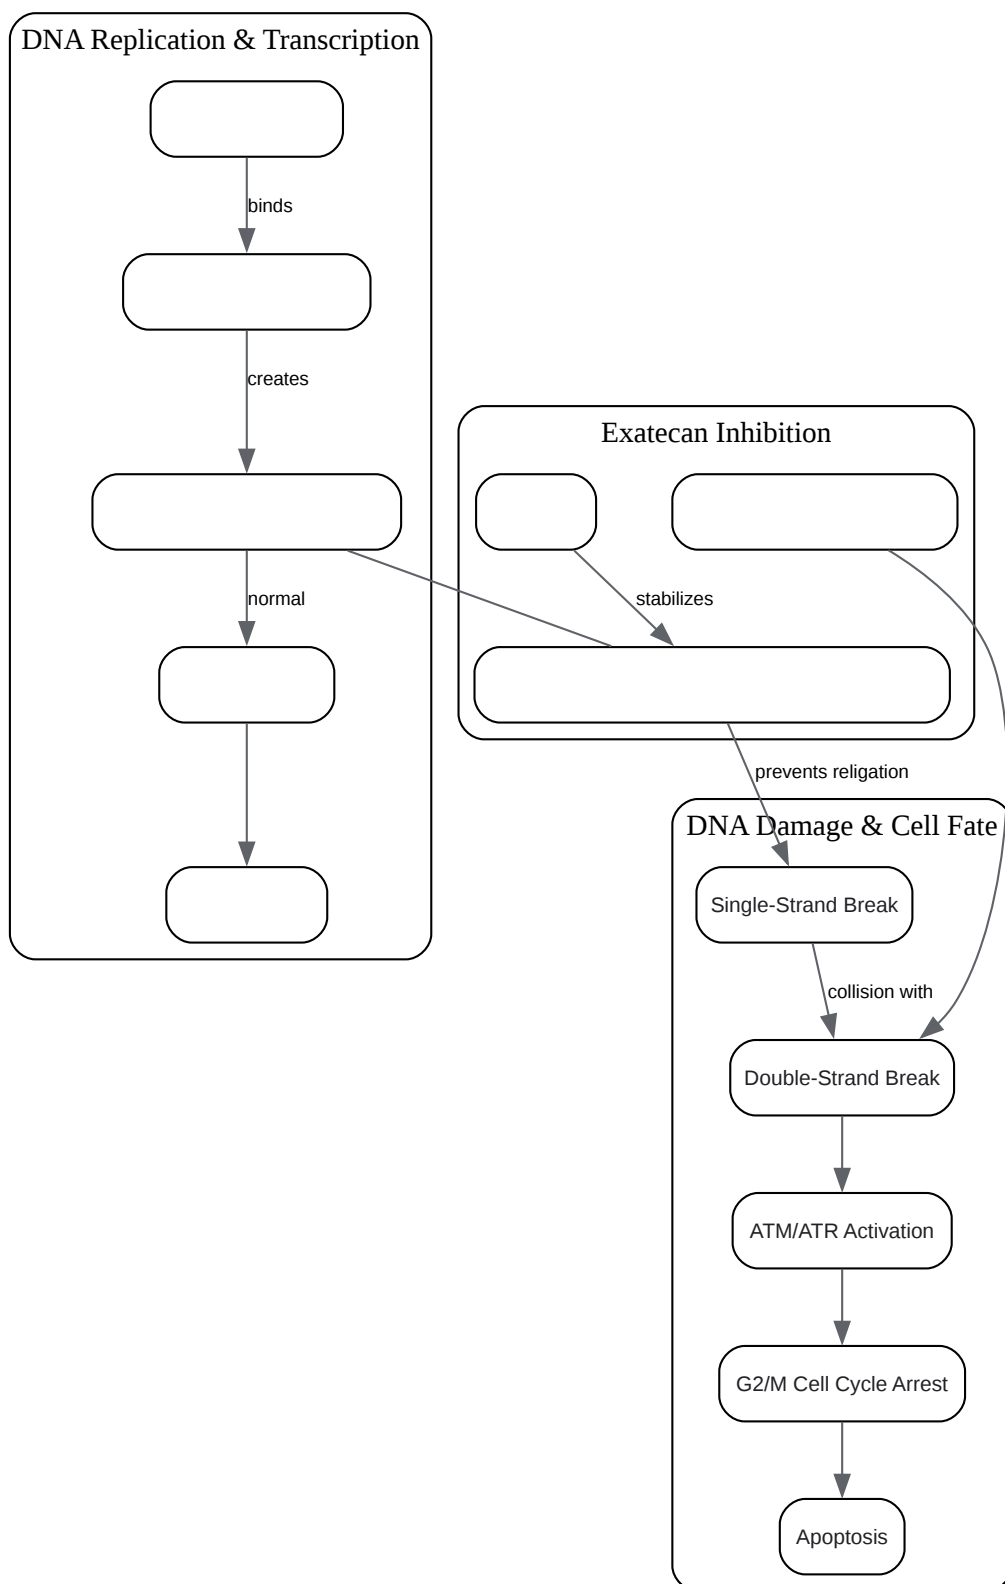 DNA Replication & Transcription
binds
creates
normal
Exatecan Inhibition
stabilizes
prevents religation
DNA Damage & Cell Fate
Single-Strand Break
collision with
Double-Strand Break
ATM/ATR Activation
G2/M Cell Cycle Arrest
Apoptosis